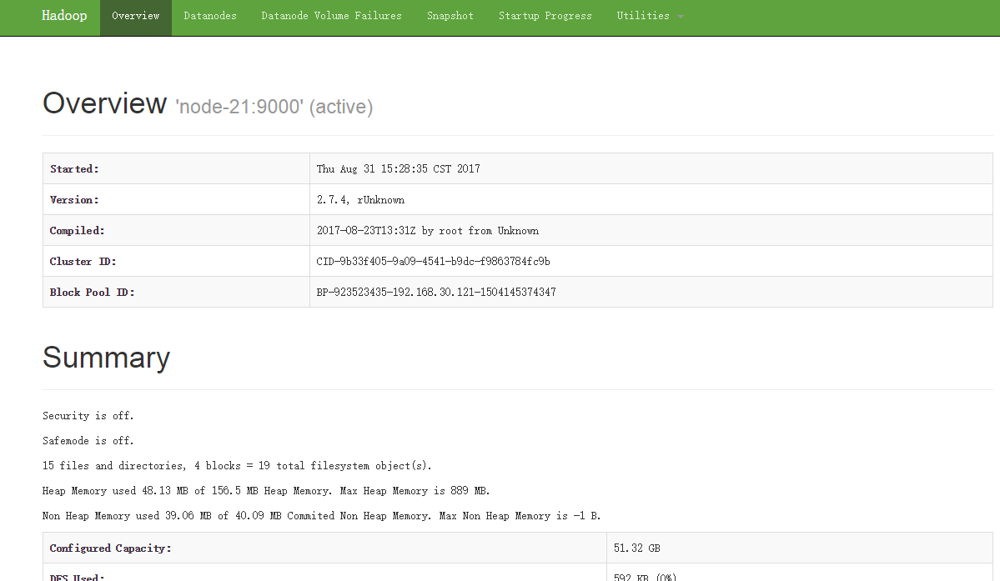 Hadoop Overview Datanodes Datanode Volume Failures Snapshot Startup Progress Utilities
Overview 'node-21:9000' (active)
Started: Thu Aug 31 15:28:35 CST 2017
Version: 2.7.4, rUnknown
Compiled: 2017-08-23T13:31Z by root from Unknown
Cluster ID: CID-9b33f405-9a09-4541-b9dc-f9863784fc9b
Block Pool ID: BP-923523435-192.168.30.121-1504145374347
Summary
Security is off.
Safemode is off.
15 files and directories, 4 blocks = 19 total filesystem object(s).
Heap Memory used 48.13 MB of 156.5 MB Heap Memory. Max Heap Memory is 889 MB.
Non Heap Memory used 39.06 MB of 40.09 MB Commited Non Heap Memory. Max Non Heap Memory is -1 B.
Configured Capacity: 51.32 GB
DFS Used: 592 KB (0%)